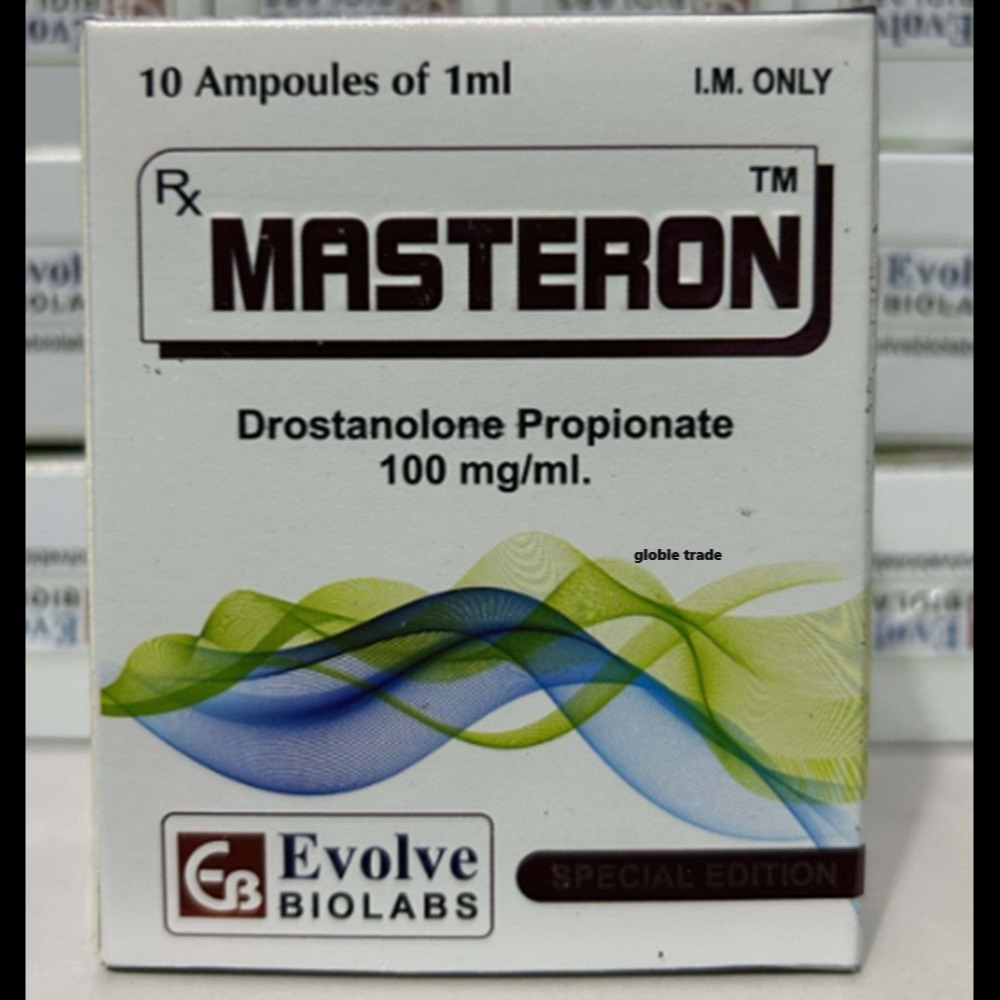 10 Ampoules of 1ml
I.M. ONLY
Rx
TM
MASTERON
Drostanolone Propionate
100 mg/ml.
globle trade
EB
Evolve
BIOLABS
SPECIAL EDITION